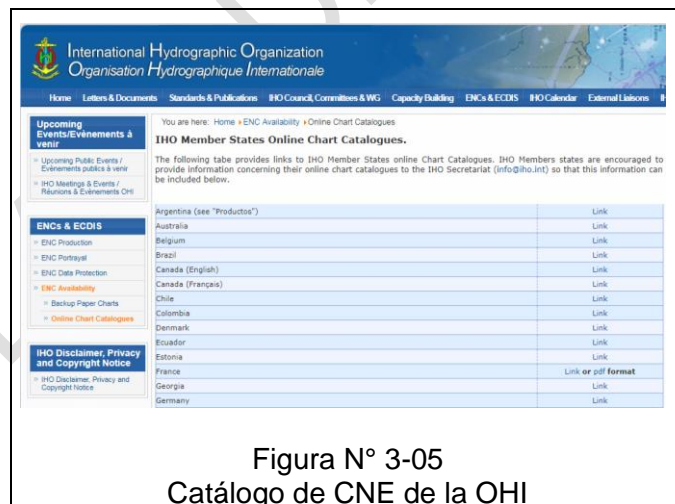 International Hydrographic Organization
Organisation Hydrographique Internationale
Home Letters & Documents Standards & Publications IHO Council, Committees & WG Capacity Building ENCs & ECDIS IHO Calendar External Liaisons
Upcoming
Events/Evénements à
venir
Upcoming Public Events /
Evénements publics à venir
IHO Meetings & Events /
Réunions & Evènements OHI
ENCs & ECDIS
ENC Production
ENC Portrayal
ENC Data Protection
ENC Availability
Backup Paper Charts
Online Chart Catalogues
IHO Disclaimer, Privacy
and Copyright Notice
IHO Disclaimer, Privacy and
Copyright Notice
You are here: Home ENC Availability Online Chart Catalogues
IHO Member States Online Chart Catalogues.
The following tabe provides links to IHO Member States online Chart Catalogues. IHO Members states are encouraged to
provide information concerning their online chart catalogues to the IHO Secretariat (info@iho.int) so that this information can
be included below.
Argentina (see "Productos") Link
Australia Link
Belgium Link
Brazil Link
Canada (English) Link
Canada (Français) Link
Chile Link
Colombia Link
Denmark Link
Ecuador Link
Estonia Link
France Link or pdf format
Georgia Link
Germany Link
Figura N° 3-05
Catálogo de CNE de la OHI